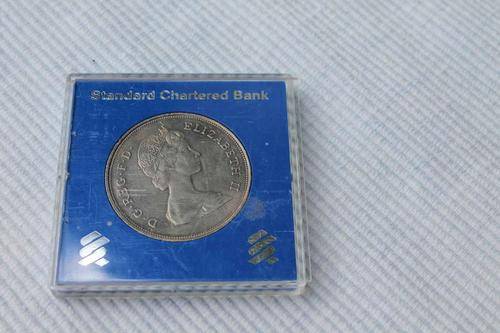 Standard Chartered Bank
D·G·REG·F·D· ELIZABETH II